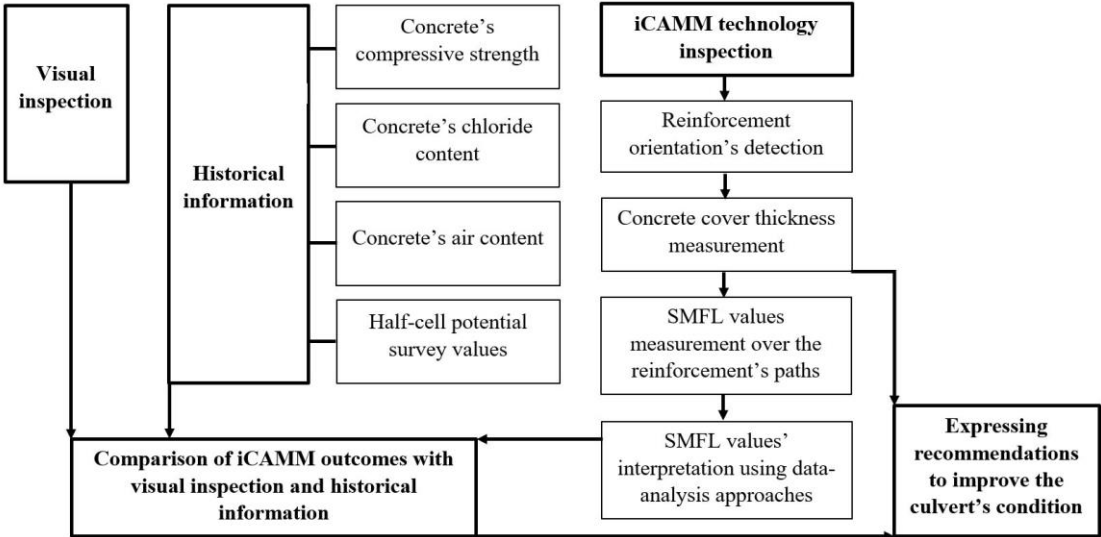 Visual
inspection
Historical
information
Concrete’s
compressive strength
Concrete’s chloride
content
Concrete’s air content
Half-cell potential
survey values
iCAMM technology
inspection
Reinforcement
orientation’s detection
Concrete cover thickness
measurement
SMFL values
measurement over the
reinforcement’s paths
SMFL values’
interpretation using data-
analysis approaches
Comparison of iCAMM outcomes with
visual inspection and historical
information
Expressing
recommendations
to improve the
culvert’s condition